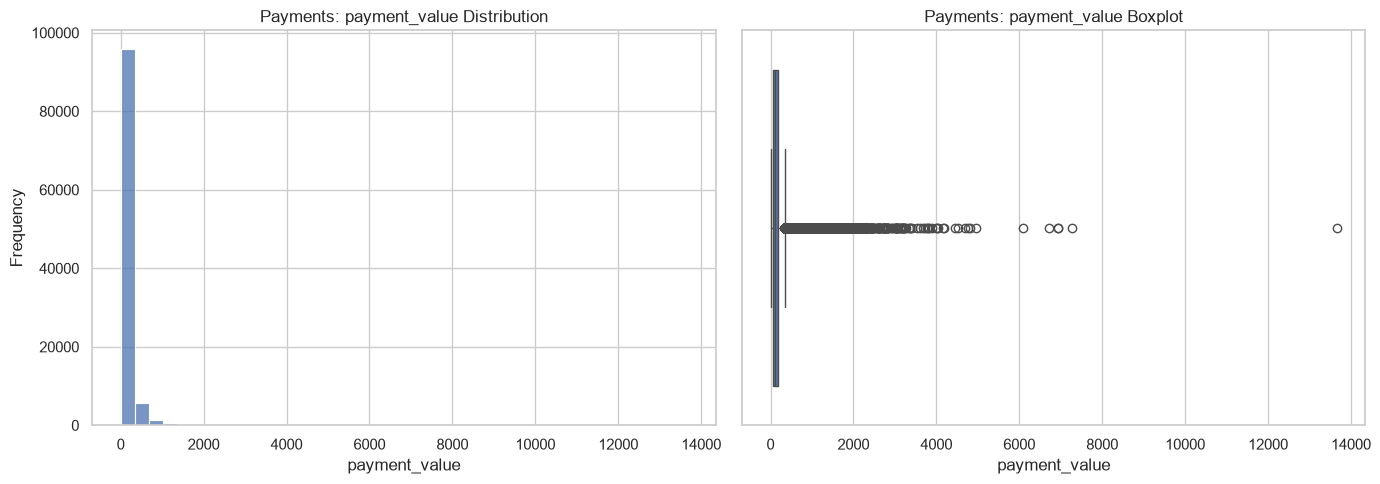 Payments: payment_value Distribution
100000
80000
60000
40000
20000
0
Frequency
0 2000 4000 6000 8000 10000 12000 14000
payment_value
Payments: payment_value Boxplot
0 2000 4000 6000 8000 10000 12000 14000
payment_value